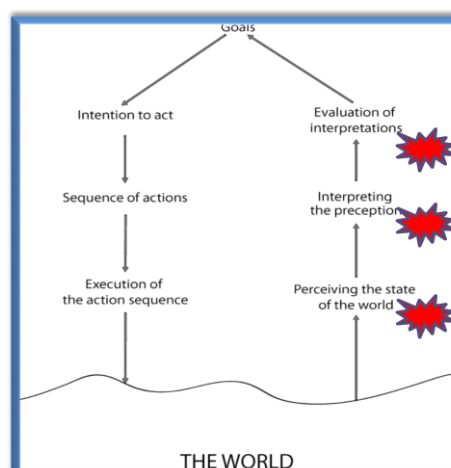 Goals
Intention to act
Evaluation of
interpretations
Sequence of actions
Interpreting
the preception
Execution of
the action sequence
Perceiving the state
of the world
THE WORLD